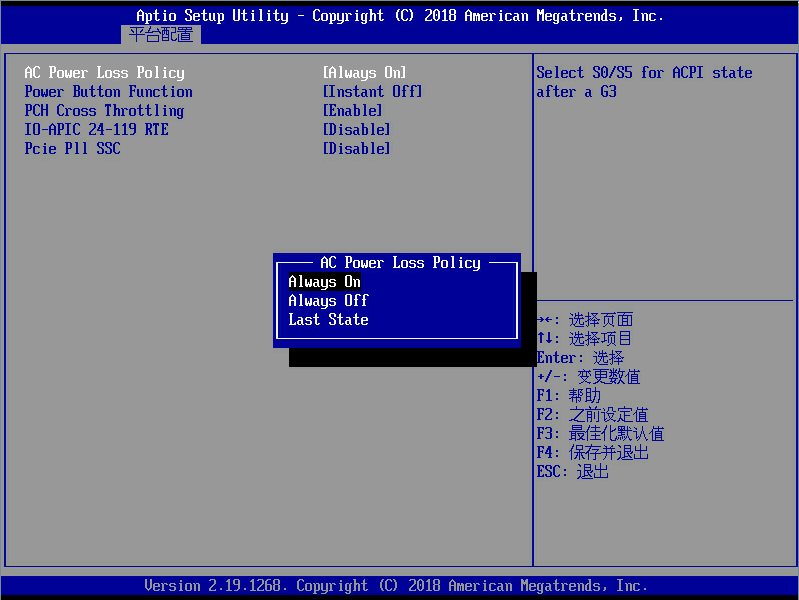 Aptio Setup Utility - Copyright (C) 2018 American Megatrends, Inc.
平台配置
AC Power Loss Policy [Always On]
Power Button Function [Instant Off]
PCH Cross Throttling [Enable]
IO-APIC 24-119 RTE [Disable]
Pcie Pll SSC [Disable]
Select S0/S5 for ACPI state
after a G3
AC Power Loss Policy
Always On
Always Off
Last State
→←: 选择页面
↑↓: 选择项目
Enter: 选择
+/-: 变更数值
F1: 帮助
F2: 之前设定值
F3: 最佳化默认值
F4: 保存并退出
ESC: 退出
Version 2.19.1268. Copyright (C) 2018 American Megatrends, Inc.